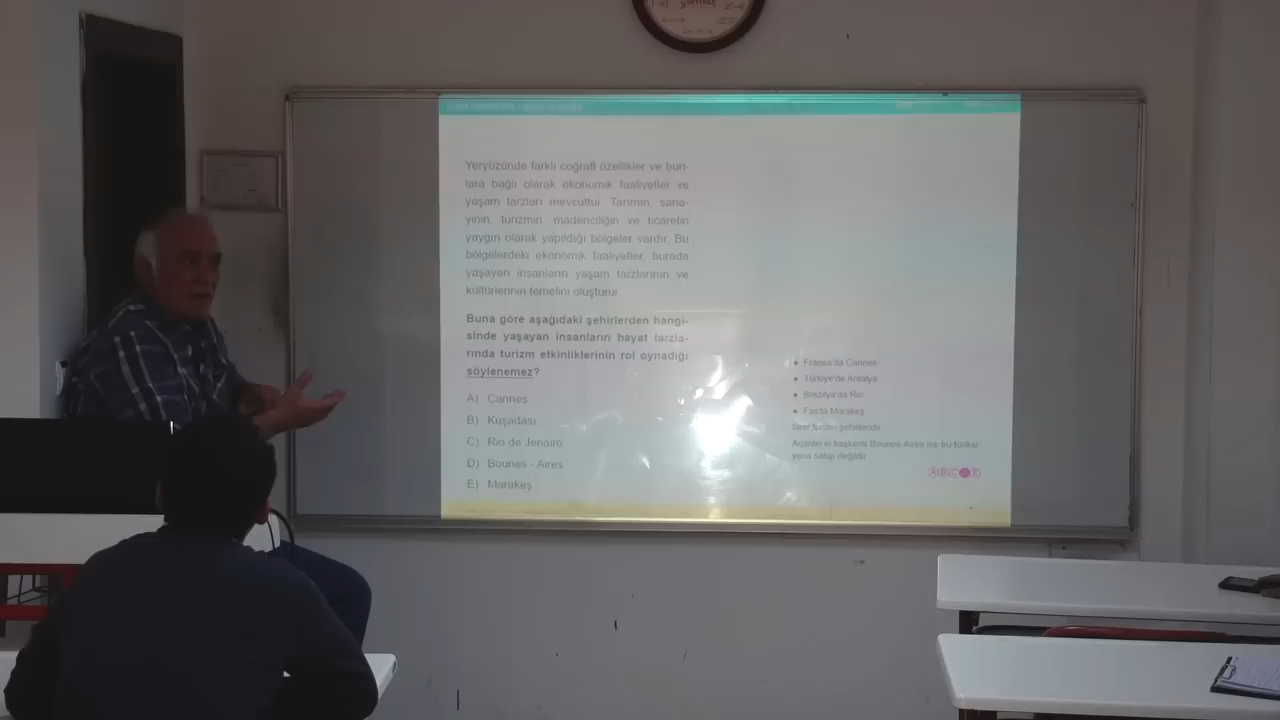 Yeryüzünde farklı coğrafi özellikler ve bun-
lara bağlı olarak ekonomik faaliyetler ve
yaşam tarzları mevcuttur. Tarımın, sana-
yinin, turizmin, madenciliğin ve ticaretin
yaygın olarak yapıldığı bölgeler vardır. Bu
bölgelerdeki ekonomik faaliyetler, burada
yaşayan insanların yaşam tarzlarının ve
kültürlerinin temelini oluşturur.
Buna göre aşağıdaki şehirlerden hangi-
sinde yaşayan insanların hayat tarzla-
rında turizm etkinliklerinin rol oynadığı
söylenemez?
A) Cannes
B) Kuşadası
C) Rio de Jenairo
D) Bounes - Aires
E) Marakeş
• Fransa'da Cannes
• Türkiye'de Antalya
• Brezilya'da Rio
• Fas'ta Marakeş
birer turizm şehirleridir.
Arjantin'in başkenti Bounes-Aires ise bu fonksi-
yona sahip değildir.
A B C E